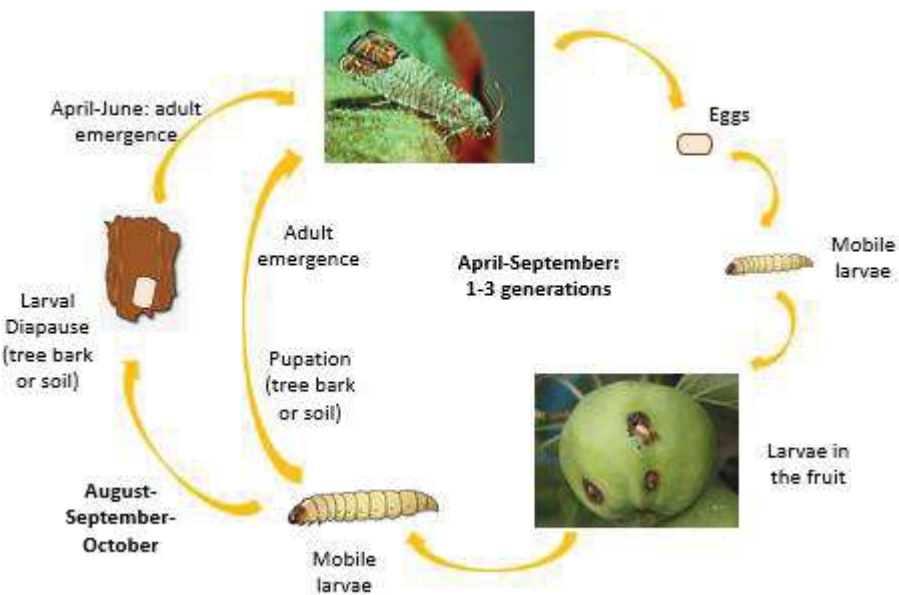 April-June: adult
emergence
Eggs
Mobile
larvae
Adult
emergence
April-September:
1-3 generations
Larval
Diapause
(tree bark
or soil)
Pupation
(tree bark
or soil)
Larvae in
the fruit
August-
September-
October
Mobile
larvae